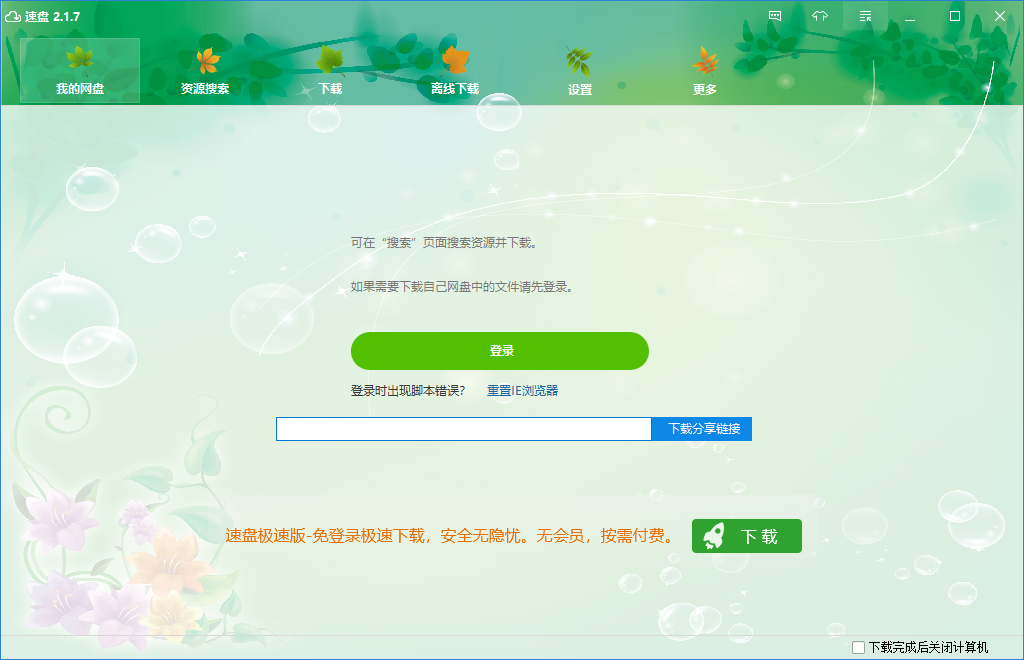 速盘 2.1.7
我的网盘
资源搜索
下载
离线下载
设置
更多
可在“搜索”页面搜索资源并下载。
如果需要下载自己网盘中的文件请先登录。
登录
登录时出现脚本错误? 重置IE浏览器
下载分享链接
速盘极速版-免登录极速下载，安全无隐忧。无会员，按需付费。
下 载
下载完成后关闭计算机